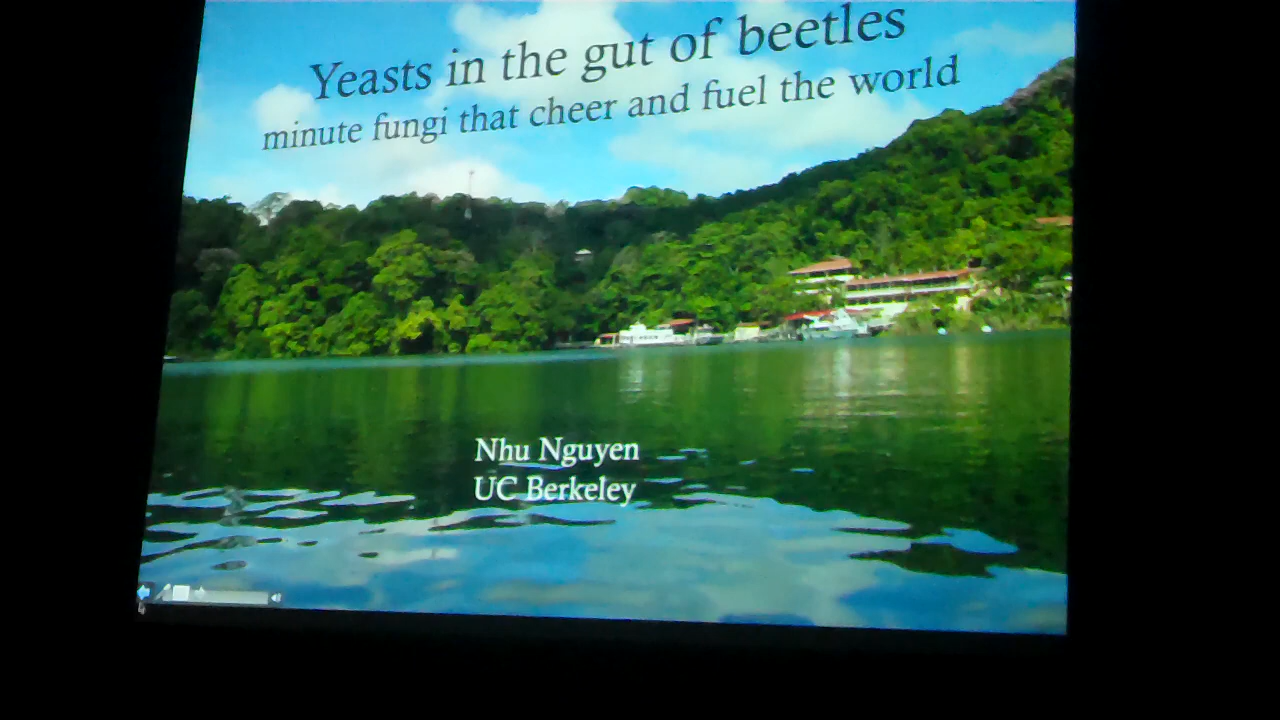 Yeasts in the gut of beetles
minute fungi that cheer and fuel the world
Nhu Nguyen
UC Berkeley